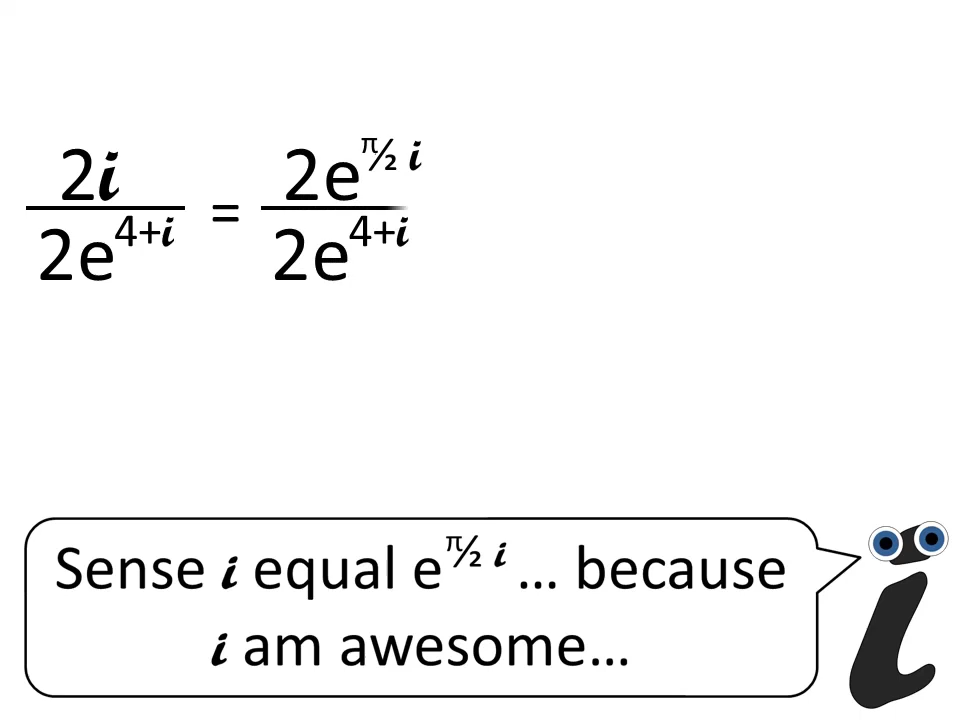 2i / 2e^4+i = 2e^π/2 i / 2e^4+i
Sense i equal e^π/2 i ... because
i am awesome...